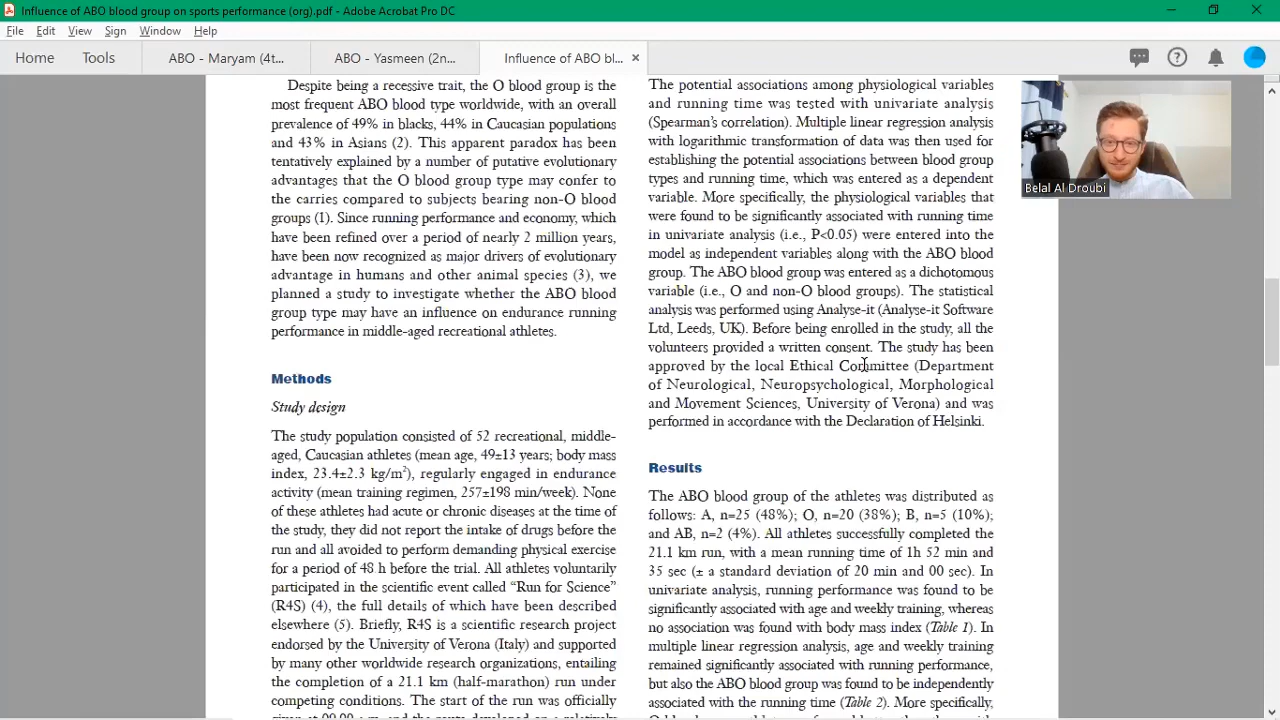 Influence of ABO blood group on sports performance (org).pdf - Adobe Acrobat Pro DC
File Edit View Sign Window Help
Home Tools ABO - Maryam (4t... ABO - Yasmeen (2n... Influence of ABO bl...
Despite being a recessive trait, the O blood group is the
most frequent ABO blood type worldwide, with an overall
prevalence of 49% in blacks, 44% in Caucasian populations
and 43% in Asians (2). This apparent paradox has been
tentatively explained by a number of putative evolutionary
advantages that the O blood group type may confer to
the carries compared to subjects bearing non-O blood
groups (1). Since running performance and economy, which
have been refined over a period of nearly 2 million years,
have been now recognized as major drivers of evolutionary
advantage in humans and other animal species (3), we
planned a study to investigate whether the ABO blood
group type may have an influence on endurance running
performance in middle-aged recreational athletes.
Methods
Study design
The study population consisted of 52 recreational, middle-
aged, Caucasian athletes (mean age, 49±13 years; body mass
index, 23.4±2.3 kg/m²), regularly engaged in endurance
activity (mean training regimen, 257±198 min/week). None
of these athletes had acute or chronic diseases at the time of
the study, they did not report the intake of drugs before the
run and all avoided to perform demanding physical exercise
for a period of 48 h before the trial. All athletes voluntarily
participated in the scientific event called “Run for Science”
(R4S) (4), the full details of which have been described
elsewhere (5). Briefly, R4S is a scientific research project
endorsed by the University of Verona (Italy) and supported
by many other worldwide research organizations, entailing
the completion of a 21.1 km (half-marathon) run under
competing conditions. The start of the run was officially
The potential associations among physiological variables
and running time was tested with univariate analysis
(Spearman’s correlation). Multiple linear regression analysis
with logarithmic transformation of data was then used for
establishing the potential associations between blood group
types and running time, which was entered as a dependent
variable. More specifically, the physiological variables that
were found to be significantly associated with running time
in univariate analysis (i.e., P<0.05) were entered into the
model as independent variables along with the ABO blood
group. The ABO blood group was entered as a dichotomous
variable (i.e., O and non-O blood groups). The statistical
analysis was performed using Analyse-it (Analyse-it Software
Ltd, Leeds, UK). Before being enrolled in the study, all the
volunteers provided a written consent. The study has been
approved by the local Ethical Committee (Department
of Neurological, Neuropsychological, Morphological
and Movement Sciences, University of Verona) and was
performed in accordance with the Declaration of Helsinki.
Results
The ABO blood group of the athletes was distributed as
follows: A, n=25 (48%); O, n=20 (38%); B, n=5 (10%);
and AB, n=2 (4%). All athletes successfully completed the
21.1 km run, with a mean running time of 1h 52 min and
35 sec (± a standard deviation of 20 min and 00 sec). In
univariate analysis, running performance was found to be
significantly associated with age and weekly training, whereas
no association was found with body mass index (Table 1). In
multiple linear regression analysis, age and weekly training
remained significantly associated with running performance,
but also the ABO blood group was found to be independently
associated with the running time (Table 2). More specifically,
Belal Al Droubi